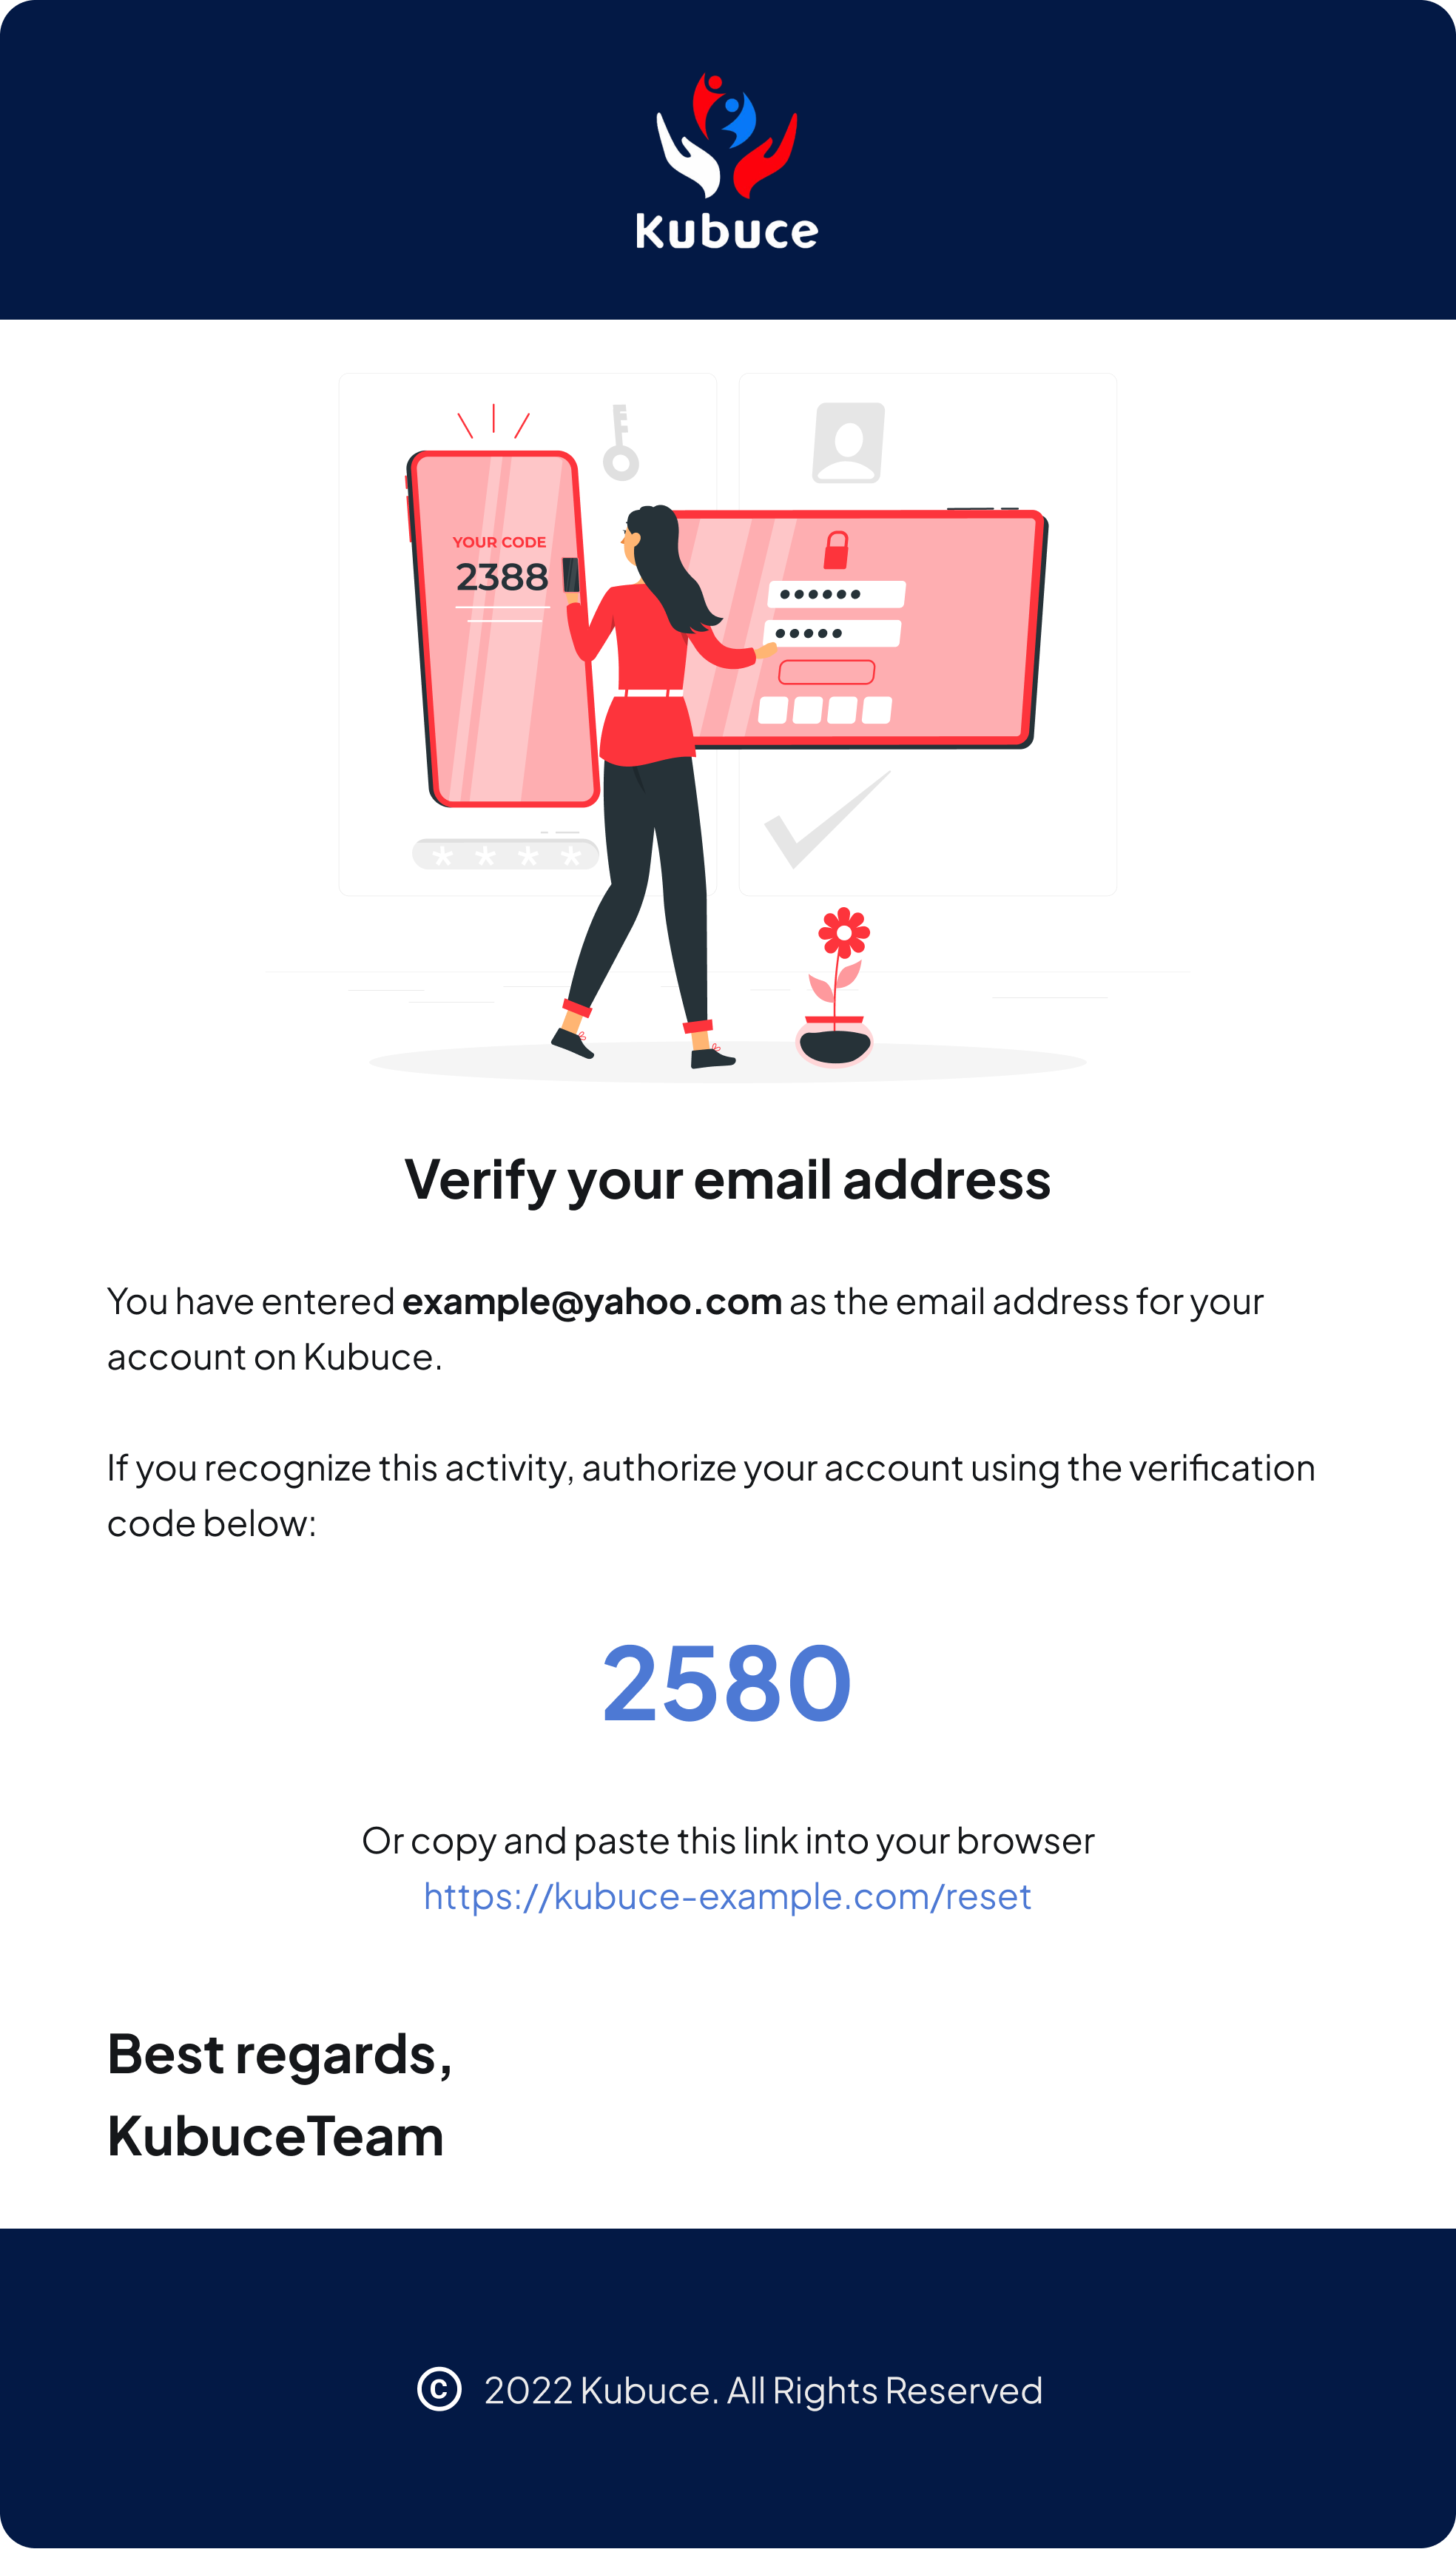 Kubuce
YOUR CODE
2388
* * * *
Verify your email address
You have entered example@yahoo.com as the email address for your
account on Kubuce.
If you recognize this activity, authorize your account using the verification
code below:
2580
Or copy and paste this link into your browser
https://kubuce-example.com/reset
Best regards,
KubuceTeam
© 2022 Kubuce. All Rights Reserved